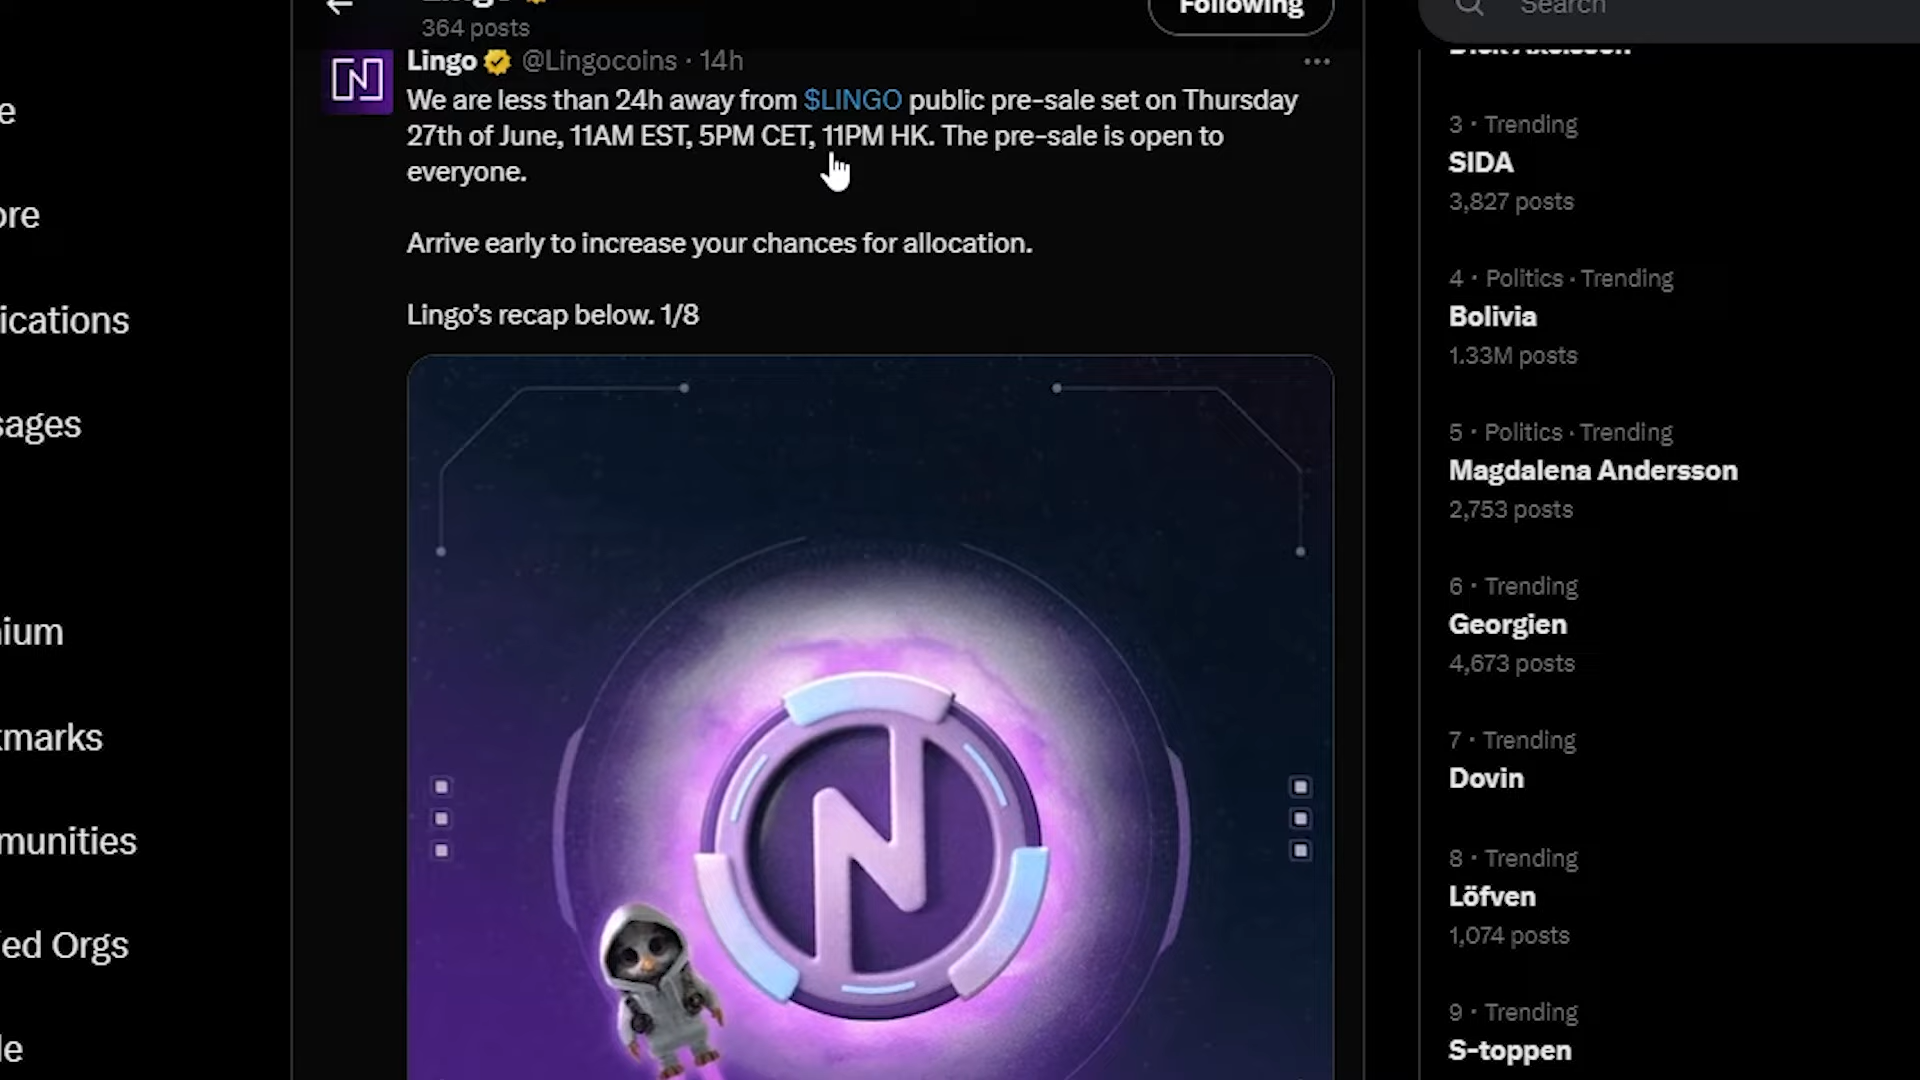 Following
364 posts
Search
Lingo @Lingocoins · 14h
We are less than 24h away from $LINGO public pre-sale set on Thursday
27th of June, 11AM EST, 5PM CET, 11PM HK. The pre-sale is open to
everyone.
Arrive early to increase your chances for allocation.
Lingo’s recap below. 1/8
e
ore
ications
sages
nium
kmarks
munities
ed Orgs
le
3 · Trending
SIDA
3,827 posts
4 · Politics · Trending
Bolivia
1.33M posts
5 · Politics · Trending
Magdalena Andersson
2,753 posts
6 · Trending
Georgien
4,673 posts
7 · Trending
Dovin
8 · Trending
Löfven
1,074 posts
9 · Trending
S-toppen